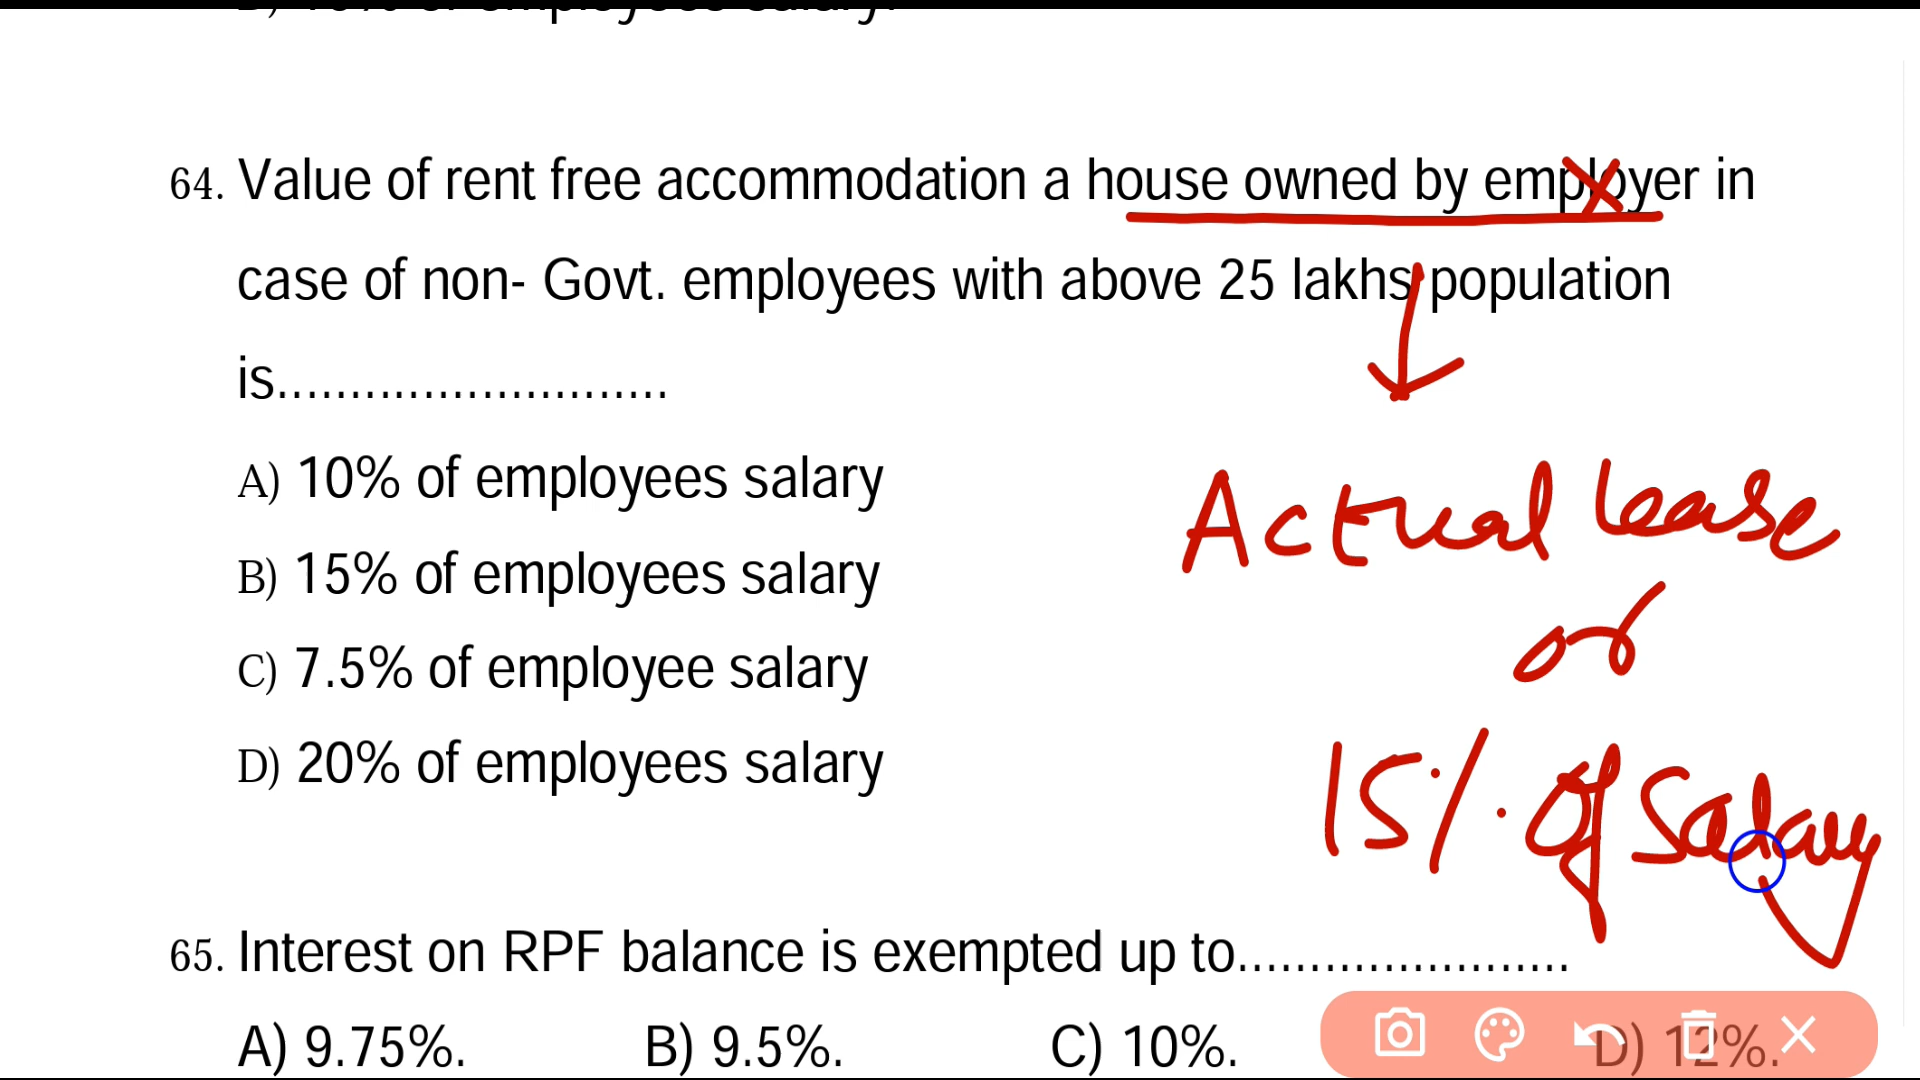 64. Value of rent free accommodation a house owned by employer in
case of non- Govt. employees with above 25 lakhs population
is...........................
A) 10% of employees salary
B) 15% of employees salary
C) 7.5% of employee salary
D) 20% of employees salary
Actual lease
or
15%. of salary
65. Interest on RPF balance is exempted up to.......................
A) 9.75%. B) 9.5%. C) 10%. D) 12%.